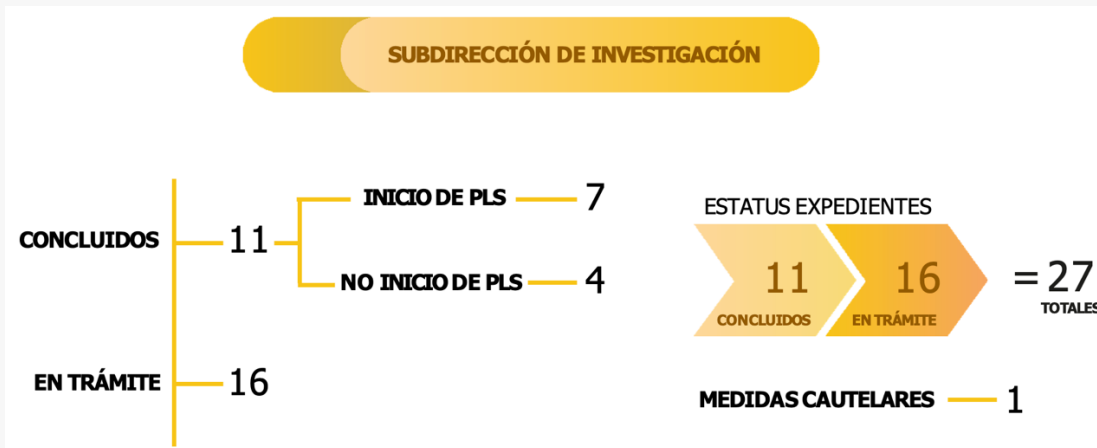 SUBDIRECCIÓN DE INVESTIGACIÓN
CONCLUIDOS 11
INICIO DE PLS 7
NO INICIO DE PLS 4
EN TRÁMITE 16
ESTATUS EXPEDIENTES
11 16 = 27
CONCLUIDOS EN TRÁMITE TOTALES
MEDIDAS CAUTELARES 1